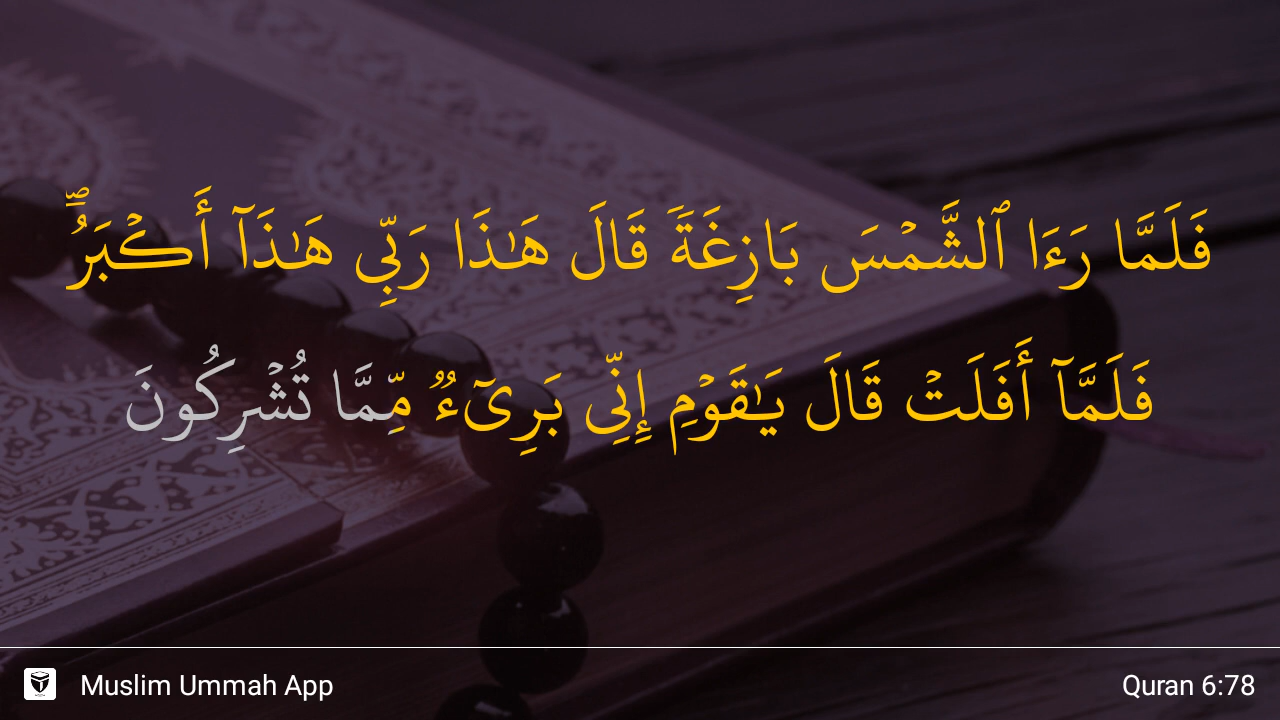 فَلَمَّا رَءَا ٱلشَّمْسَ بَازِغَةً قَالَ هَـٰذَا رَبِّى هَـٰذَآ أَكْبَرُ ۖ
فَلَمَّآ أَفَلَتْ قَالَ يَـٰقَوْمِ إِنِّى بَرِىٓءٌ مِّمَّا تُشْرِكُونَ
Muslim Ummah App
Quran 6:78